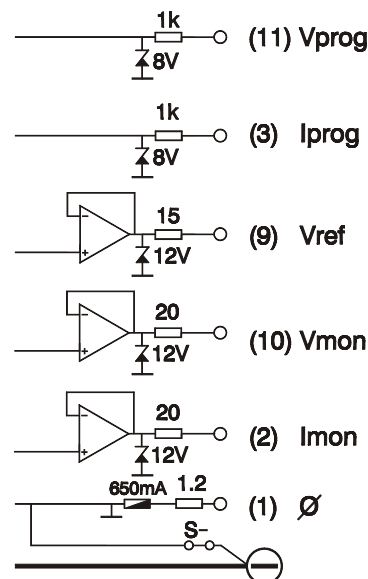 1k
(11) Vprog
8V
1k
(3) Iprog
8V
15
(9) Vref
12V
20
(10) Vmon
12V
20
(2) Imon
12V
650mA 1.2
(1) Ø
S–